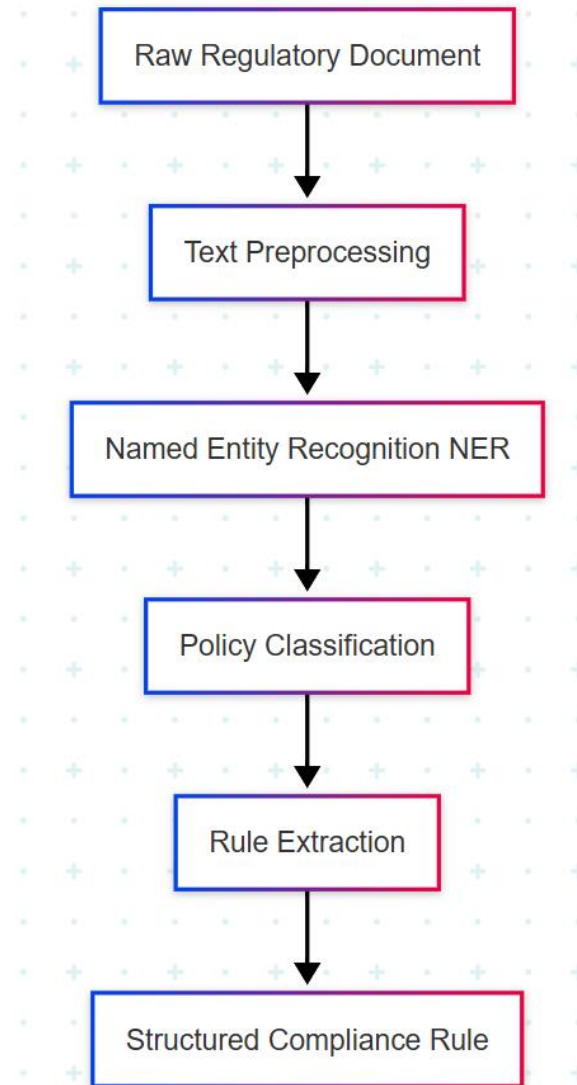 Raw Regulatory Document
Text Preprocessing
Named Entity Recognition NER
Policy Classification
Rule Extraction
Structured Compliance Rule